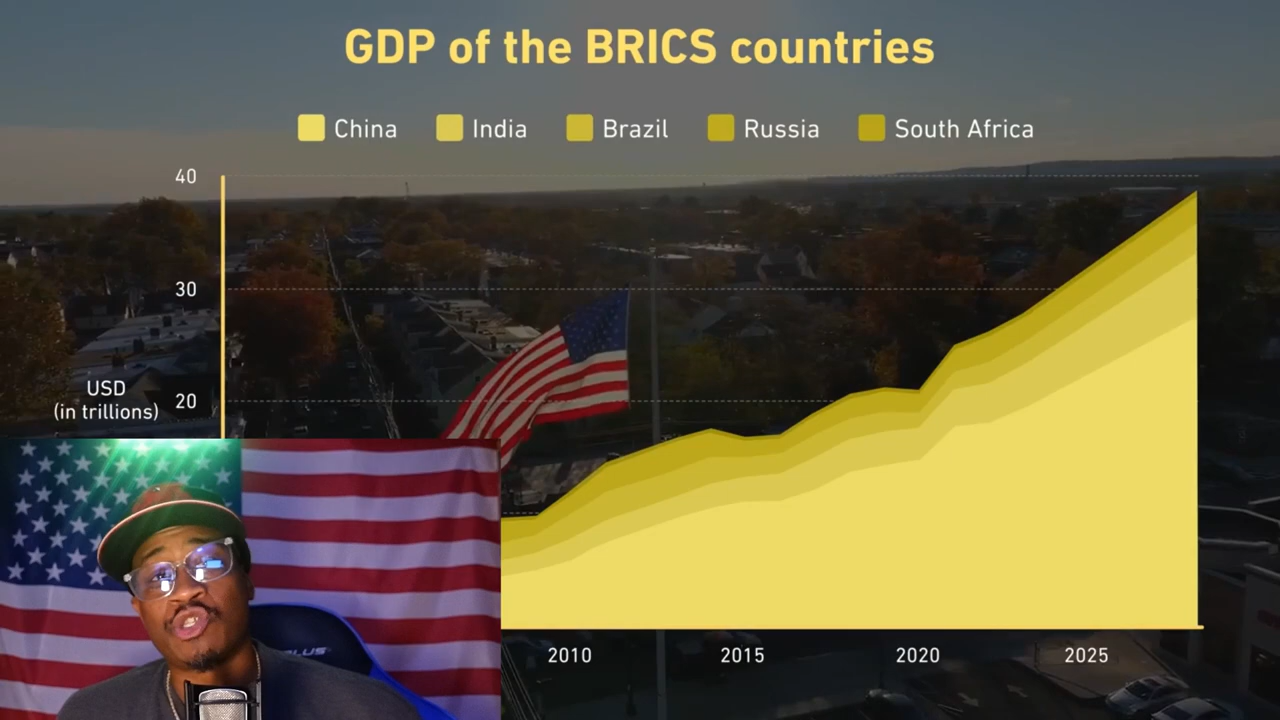 GDP of the BRICS countries
China India Brazil Russia South Africa
40
30
USD
(in trillions)
20
2010 2015 2020 2025